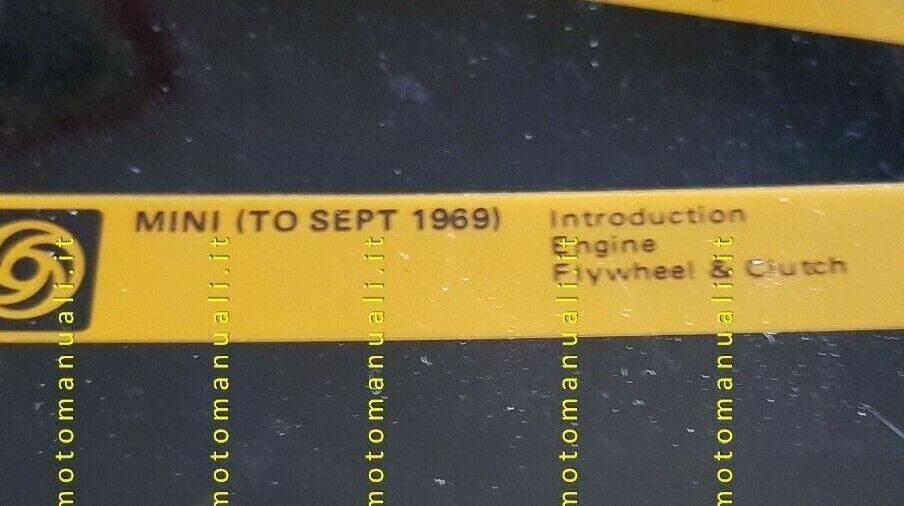 MINI (TO SEPT 1969)
Introduction
Engine
Flywheel & Clutch
motomanuali.it
motomanuali.it
motomanuali.it
motomanuali.it
motomanuali.it